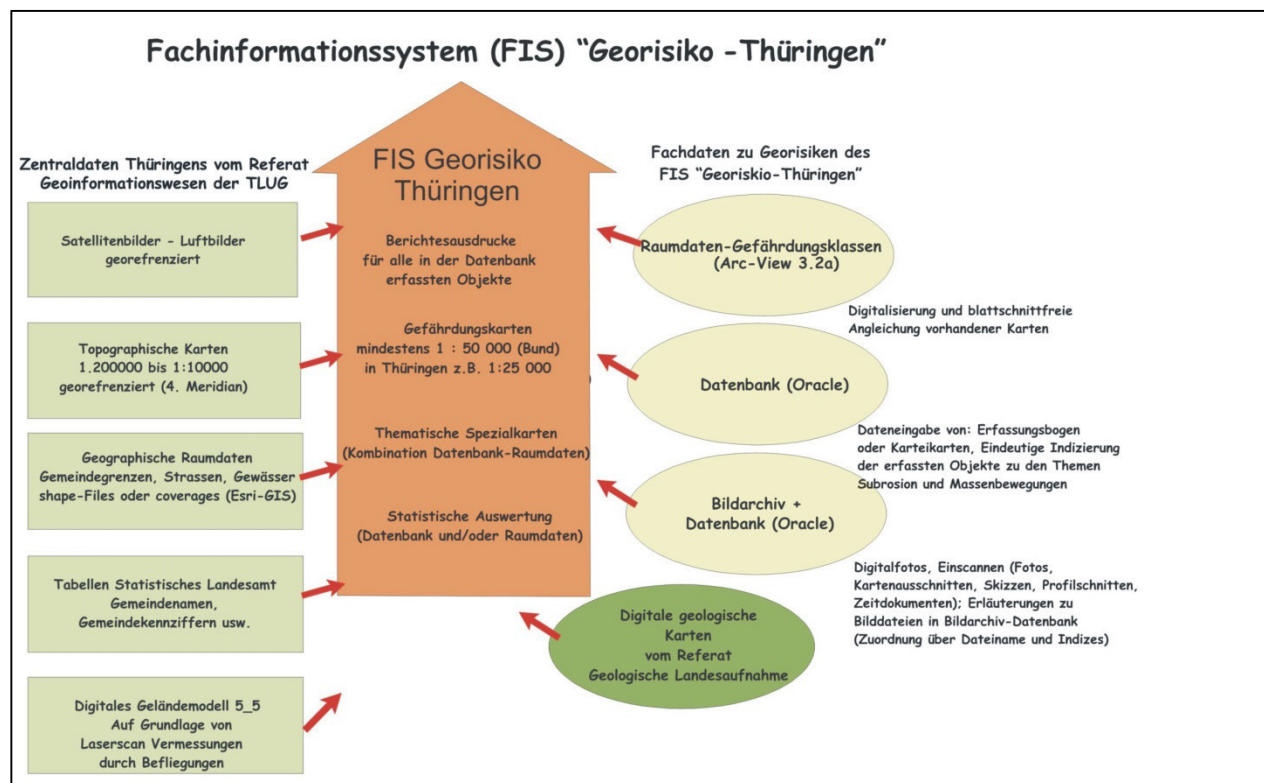 Fachinformationssystem (FIS) “Georisiko -Thüringen”
Zentraldaten Thüringens vom Referat
Geoinformationswesen der TLUG
Satellitenbilder - Luftbilder
georefrenziert
Topographische Karten
1.200000 bis 1:10000
georefrenziert (4. Meridian)
Geographische Raumdaten
Gemeindegrenzen, Strassen, Gewässer
shape-Files oder coverages (Esri-GIS)
Tabellen Statistisches Landesamt
Gemeindenamen,
Gemeindekennziffern usw.
Digitales Geländemodell 5_5
Auf Grundlage von
Laserscan Vermessungen
durch Befliegungen
FIS Georisiko
Thüringen
Berichtesausdrucke
für alle in der Datenbank
erfassten Objekte
Gefährdungskarten
mindestens 1 : 50 000 (Bund)
in Thüringen z.B. 1:25 000
)
Thematische Spezialkarten
(Kombination Datenbank-Raumdaten)
Statistische Auswertung
(Datenbank und/oder Raumdaten)
Fachdaten zu Georisiken des
FIS “Georiskio-Thüringen”
Raumdaten-Gefährdungsklassen
(Arc-View 3.2a)
Digitalisierung und blattschnittfreie
Angleichung vorhandener Karten
Datenbank (Oracle)
Dateneingabe von: Erfassungsbogen
oder Karteikarten, Eindeutige Indizierung
der erfassten Objekte zu den Themen
Subrosion und Massenbewegungen
Bildarchiv +
Datenbank (Oracle)
Digitalfotos, Einscannen (Fotos,
Kartenausschnitten, Skizzen, Profilschnitten,
Zeitdokumenten); Erläuterungen zu
Bilddateien in Bildarchiv-Datenbank
(Zuordnung über Dateiname und Indizes)
Digitale geologische
Karten
vom Referat
Geologische Landesaufnahme